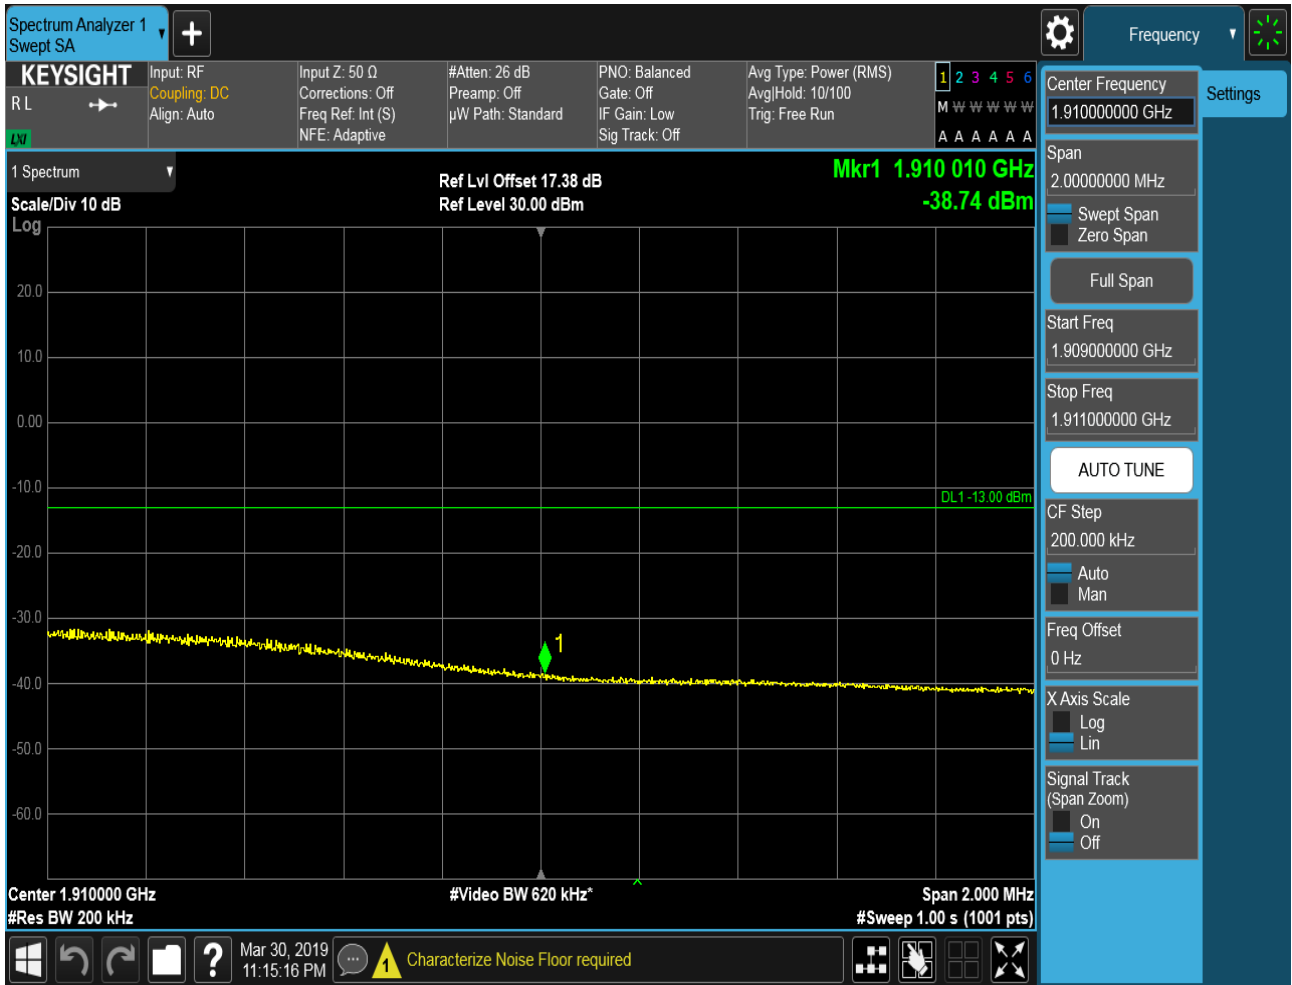 Spectrum Analyzer 1
Swept SA
Frequency
KEYSIGHT
R L
LXI
Input: RF
Coupling: DC
Align: Auto
Input Z: 50 Ω
Corrections: Off
Freq Ref: Int (S)
NFE: Adaptive
#Atten: 26 dB
Preamp: Off
µW Path: Standard
PNO: Balanced
Gate: Off
IF Gain: Low
Sig Track: Off
Avg Type: Power (RMS)
Avg|Hold: 10/100
Trig: Free Run
1 2 3 4 5 6
M W W W W W
A A A A A A
1 Spectrum
Scale/Div 10 dB
Log
Ref Lvl Offset 17.38 dB
Ref Level 30.00 dBm
Mkr1 1.910 010 GHz
-38.74 dBm
20.0
10.0
0.00
-10.0
-20.0
-30.0
-40.0
-50.0
-60.0
DL1 -13.00 dBm
1
Center 1.910000 GHz
#Res BW 200 kHz
#Video BW 620 kHz*
Span 2.000 MHz
#Sweep 1.00 s (1001 pts)
Center Frequency
1.910000000 GHz
Settings
Span
2.00000000 MHz
Swept Span
Zero Span
Full Span
Start Freq
1.909000000 GHz
Stop Freq
1.911000000 GHz
AUTO TUNE
CF Step
200.000 kHz
Auto
Man
Freq Offset
0 Hz
X Axis Scale
Log
Lin
Signal Track
(Span Zoom)
On
Off
?
Mar 30, 2019
11:15:16 PM
1
Characterize Noise Floor required